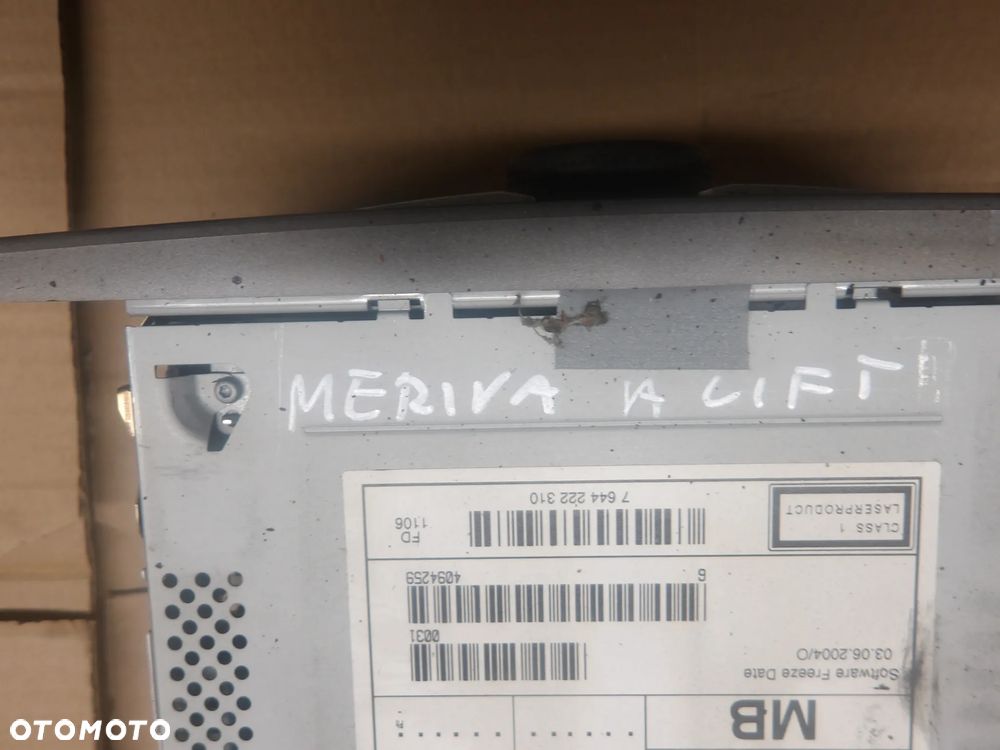 MERIVA A LIFT
7 644 222 310
FD
1106
CLASS 1
LASERPRODUCT
G
4094259
0031
Software Freeze Date
03.06.2004/O
MB
OTOMOTO